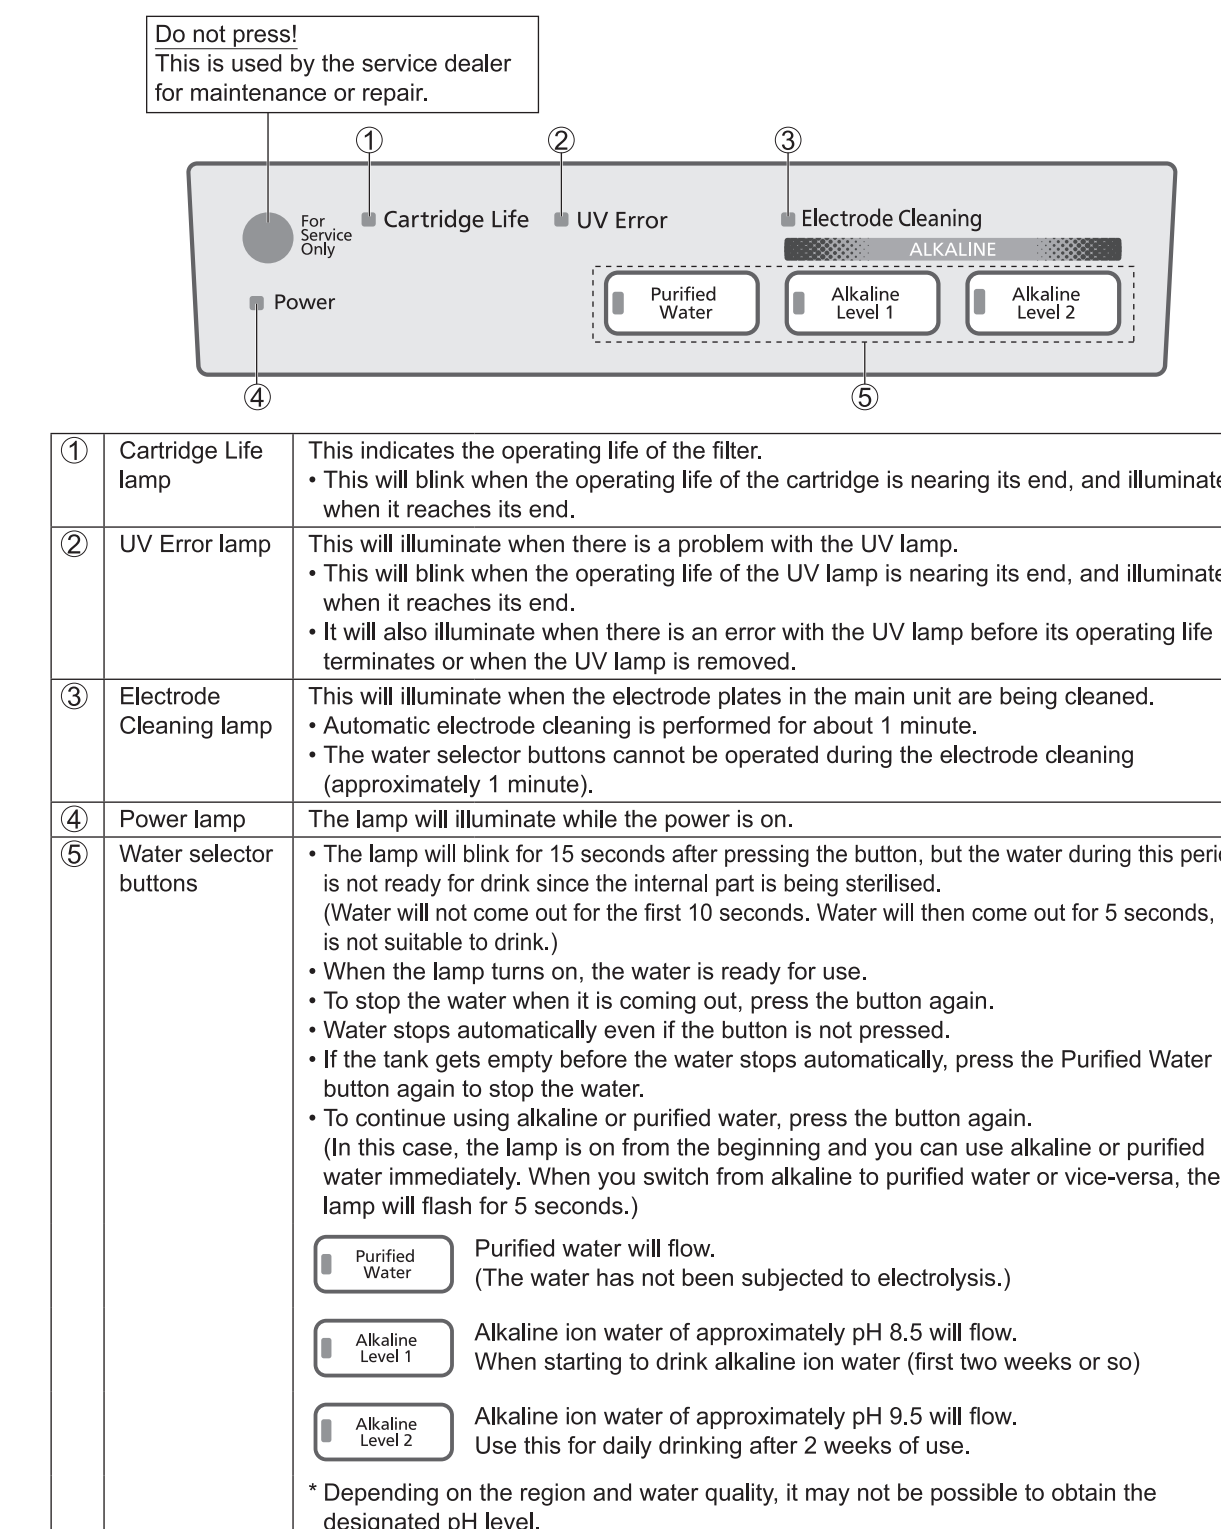 Do not press!
This is used by the service dealer
for maintenance or repair.
① ② ③
For
Service
Only
Cartridge Life
UV Error
Electrode Cleaning
ALKALINE
Power
Purified
Water
Alkaline
Level 1
Alkaline
Level 2
④ ⑤
① Cartridge Life
lamp
This indicates the operating life of the filter.
• This will blink when the operating life of the cartridge is nearing its end, and illuminate
when it reaches its end.
② UV Error lamp
This will illuminate when there is a problem with the UV lamp.
• This will blink when the operating life of the UV lamp is nearing its end, and illuminate
when it reaches its end.
• It will also illuminate when there is an error with the UV lamp before its operating life
terminates or when the UV lamp is removed.
③ Electrode
Cleaning lamp
This will illuminate when the electrode plates in the main unit are being cleaned.
• Automatic electrode cleaning is performed for about 1 minute.
• The water selector buttons cannot be operated during the electrode cleaning
(approximately 1 minute).
④ Power lamp
The lamp will illuminate while the power is on.
⑤ Water selector
buttons
• The lamp will blink for 15 seconds after pressing the button, but the water during this peri
is not ready for drink since the internal part is being sterilised.
(Water will not come out for the first 10 seconds. Water will then come out for 5 seconds,
is not suitable to drink.)
• When the lamp turns on, the water is ready for use.
• To stop the water when it is coming out, press the button again.
• Water stops automatically even if the button is not pressed.
• If the tank gets empty before the water stops automatically, press the Purified Water
button again to stop the water.
• To continue using alkaline or purified water, press the button again.
(In this case, the lamp is on from the beginning and you can use alkaline or purified
water immediately. When you switch from alkaline to purified water or vice-versa, the
lamp will flash for 5 seconds.)
Purified
Water
Purified water will flow.
(The water has not been subjected to electrolysis.)
Alkaline
Level 1
Alkaline ion water of approximately pH 8.5 will flow.
When starting to drink alkaline ion water (first two weeks or so)
Alkaline
Level 2
Alkaline ion water of approximately pH 9.5 will flow.
Use this for daily drinking after 2 weeks of use.
* Depending on the region and water quality, it may not be possible to obtain the
designated pH level.